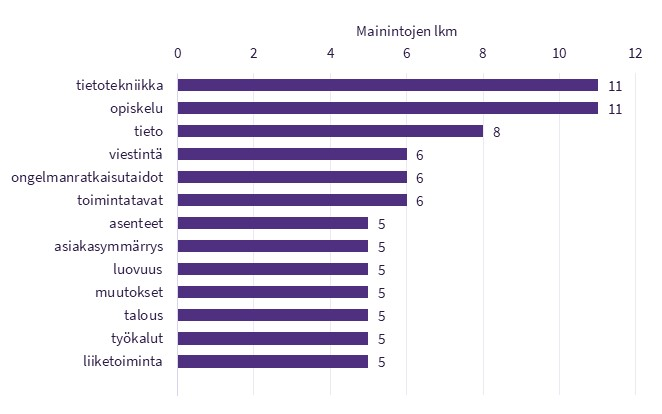 Mainintojen lkm
0 2 4 6 8 10 12
tietotekniikka 11
opiskelu 11
tieto 8
viestintä 6
ongelmanratkaisutaidot 6
toimintatavat 6
asenteet 5
asiakasymmärrys 5
luovuus 5
muutokset 5
talous 5
työkalut 5
liiketoiminta 5